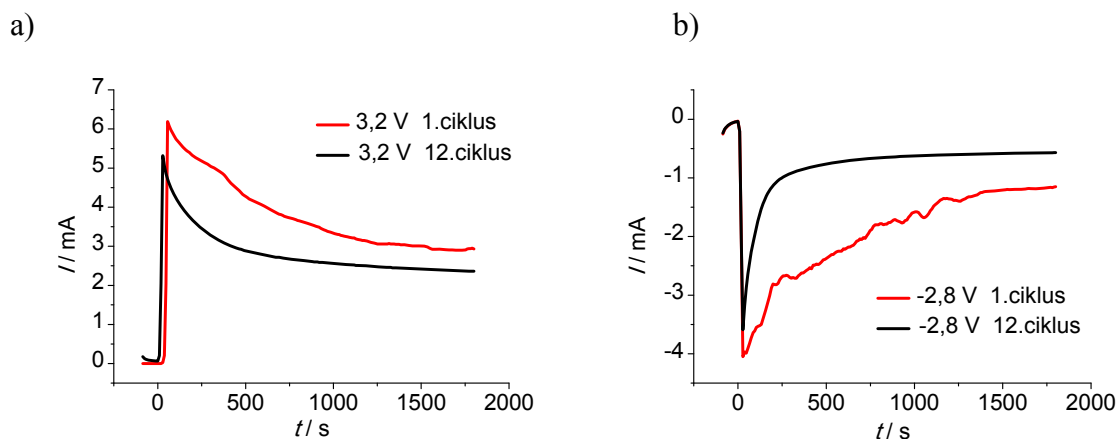 a)
7
6
5
4
3
2
1
0
I / mA
3,2 V 1.ciklus
3,2 V 12.ciklus
0 500 1000 1500 2000
t / s
b)
0
-1
-2
-3
-4
I / mA
-2,8 V 1.ciklus
-2,8 V 12.ciklus
0 500 1000 1500 2000
t / s